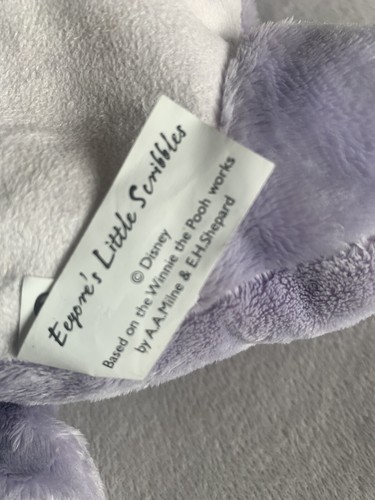 Eeyore's Little Scribbles
© Disney
Based on the Winnie the Pooh works
by A.A.Milne & E.H.Shepard